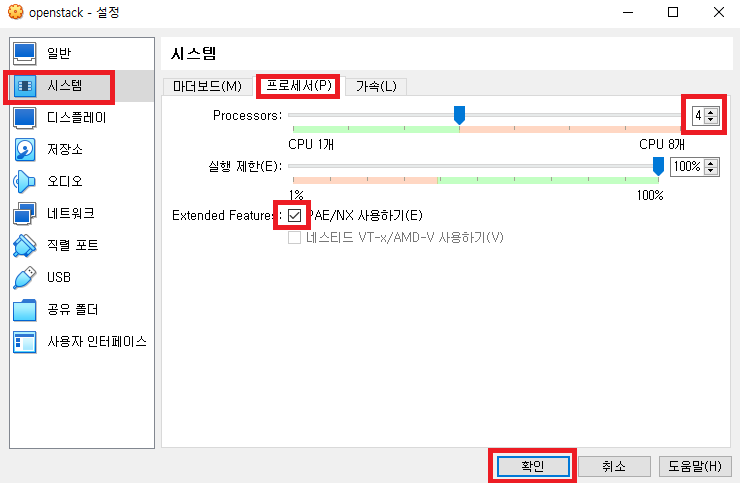 openstack - 설정
일반
시스템
디스플레이
저장소
오디오
네트워크
직렬 포트
USB
공유 폴더
사용자 인터페이스
시스템
마더보드(M) 프로세서(P) 가속(L)
Processors: 4
CPU 1개 CPU 8개
실행 제한(E): 100%
1% 100%
Extended Features: PAE/NX 사용하기(E)
네스티드 VT-x/AMD-V 사용하기(V)
확인 취소 도움말(H)